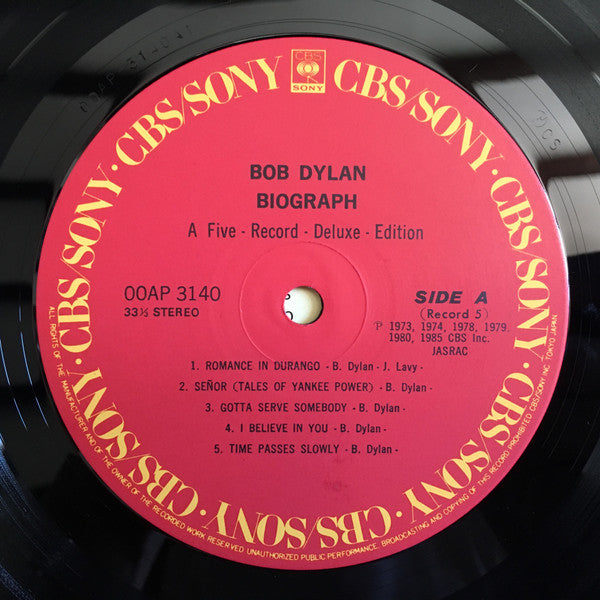 CBS
SONY
CBS/SONY · CBS/SONY · CBS/SONY · CBS/SONY · CBS/SONY · CBS/SONY · CBS/SONY
BOB DYLAN
BIOGRAPH
A Five - Record - Deluxe - Edition
OOAP 3140
33⅓ STEREO
SIDE A
(Record 5)
℗ 1973, 1974, 1978, 1979.
1980, 1985 CBS Inc.
JASRAC
1. ROMANCE IN DURANGO - B. Dylan - J. Lavy -
2. SEÑOR (TALES OF YANKEE POWER) - B. Dylan -
3. GOTTA SERVE SOMEBODY - B. Dylan -
4. I BELIEVE IN YOU - B. Dylan -
5. TIME PASSES SLOWLY - B. Dylan -
ALL RIGHTS OF THE MANUFACTURER AND OF THE OWNER OF THE RECORDED WORK RESERVED UNAUTHORIZED PUBLIC PERFORMANCE. BROADCASTING AND COPYING OF THIS RECORD PROHIBITED CBS/SONY INC. TOKYO JAPAN